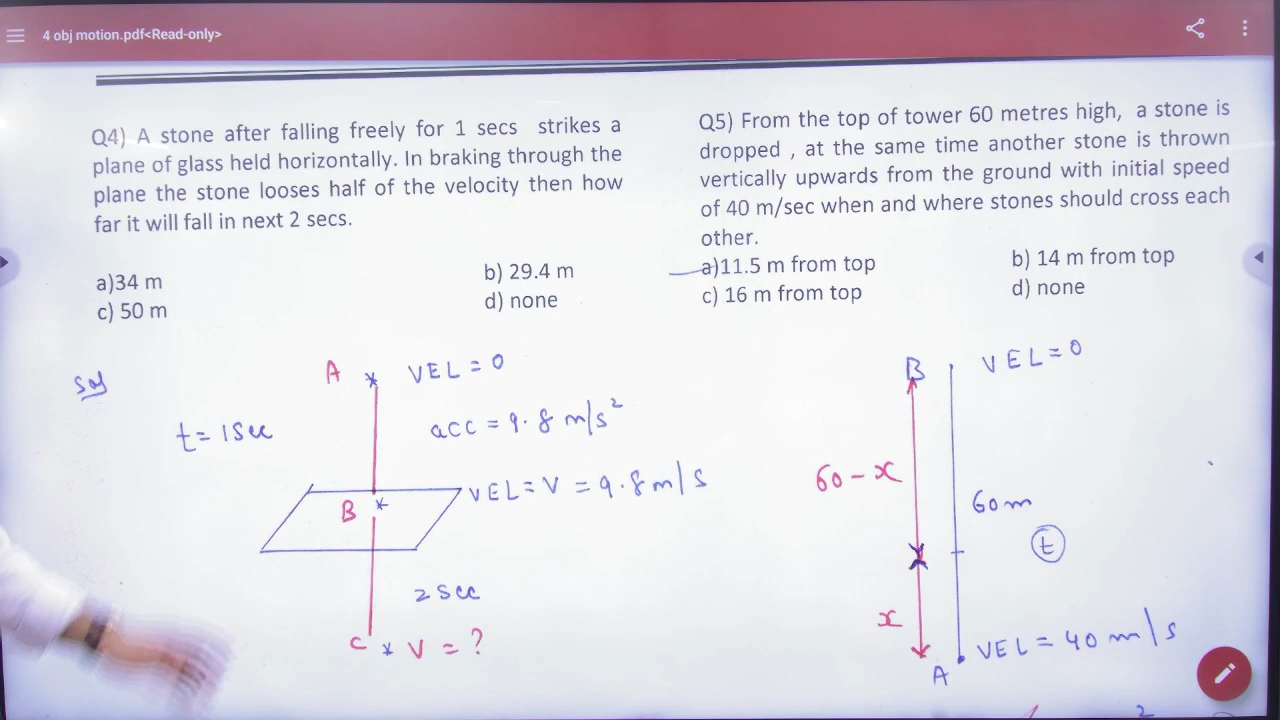 4 obj motion.pdf<Read-only>
Q4) A stone after falling freely for 1 secs strikes a
plane of glass held horizontally. In braking through the
plane the stone looses half of the velocity then how
far it will fall in next 2 secs.
a)34 m
b) 29.4 m
c) 50 m
d) none
Sol
A
VEL = 0
t = 1 Sec
acc = 9.8 m/s²
VEL = V = 9.8 m/s
B
2 Sec
C
V = ?
Q5) From the top of tower 60 metres high, a stone is
dropped , at the same time another stone is thrown
vertically upwards from the ground with initial speed
of 40 m/sec when and where stones should cross each
other.
a)11.5 m from top
b) 14 m from top
c) 16 m from top
d) none
B
VEL = 0
60 - x
60m
t
x
VEL = 40 m/s
A